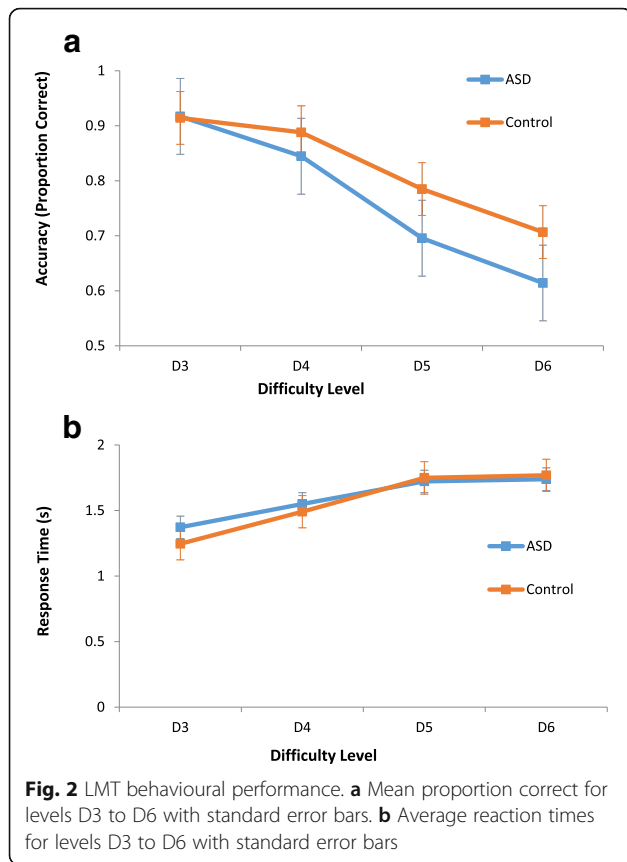 a
1
0.9
0.8
0.7
0.6
0.5
Accuracy (Proportion Correct)
ASD
Control
D3 D4 D5 D6
Difficulty Level
b
2
1.5
1
0.5
0
Response Time (s)
ASD
Control
D3 D4 D5 D6
Difficulty Level
Fig. 2 LMT behavioural performance. a Mean proportion correct for
levels D3 to D6 with standard error bars. b Average reaction times
for levels D3 to D6 with standard error bars